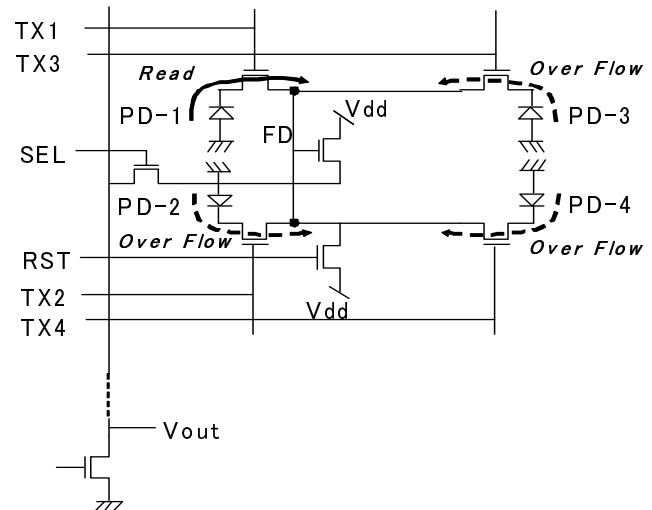 TX1
TX3
Read
Over Flow
PD-1
Vdd
PD-3
FD
SEL
PD-2
PD-4
Over Flow
Over Flow
RST
TX2
Vdd
TX4
Vout